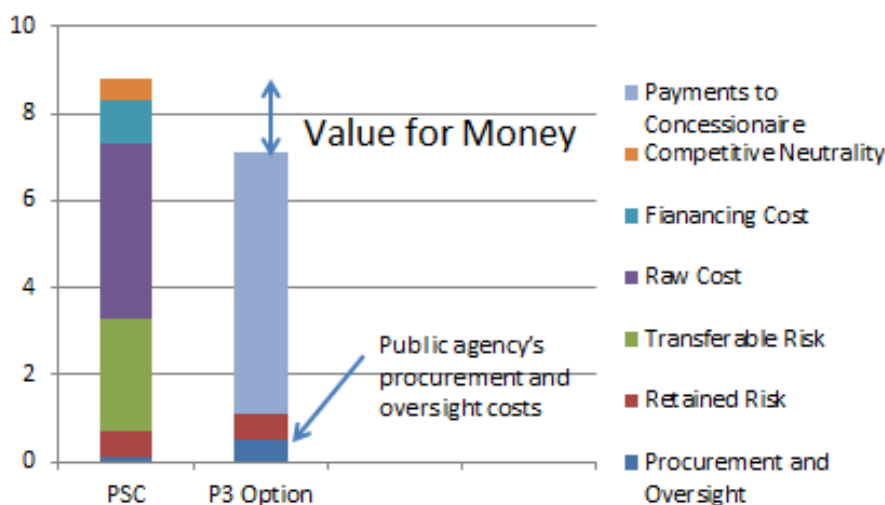 10
8
6
4
2
0
PSC
P3 Option
Value for Money
Public agency's
procurement and
oversight costs
Payments to
Concessionaire
Competitive Neutrality
Fianancing Cost
Raw Cost
Transferable Risk
Retained Risk
Procurement and
Oversight